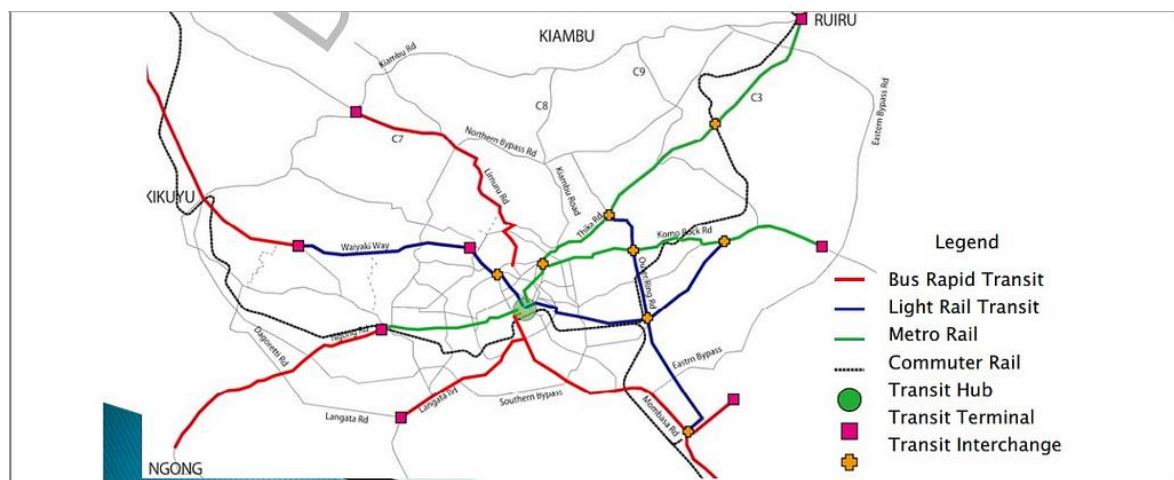 RUIRU
KIAMBU
Kiambu Rd
C9
C8
C3
Eastern Bypass Rd
C7
Northern Bypass Rd
Limuru Rd
Kiambu Road
KIKUYU
Thika Rd
Komo Rock Rd
Waiyaki Way
Outer Ring Rd
Ngong Rd
Dagoretti Rd
Eastrn Bypass
Langata Rd
Southern Bypass
Mombasa Rd
Langata Rd
NGONG
Legend
Bus Rapid Transit
Light Rail Transit
Metro Rail
Commuter Rail
Transit Hub
Transit Terminal
Transit Interchange